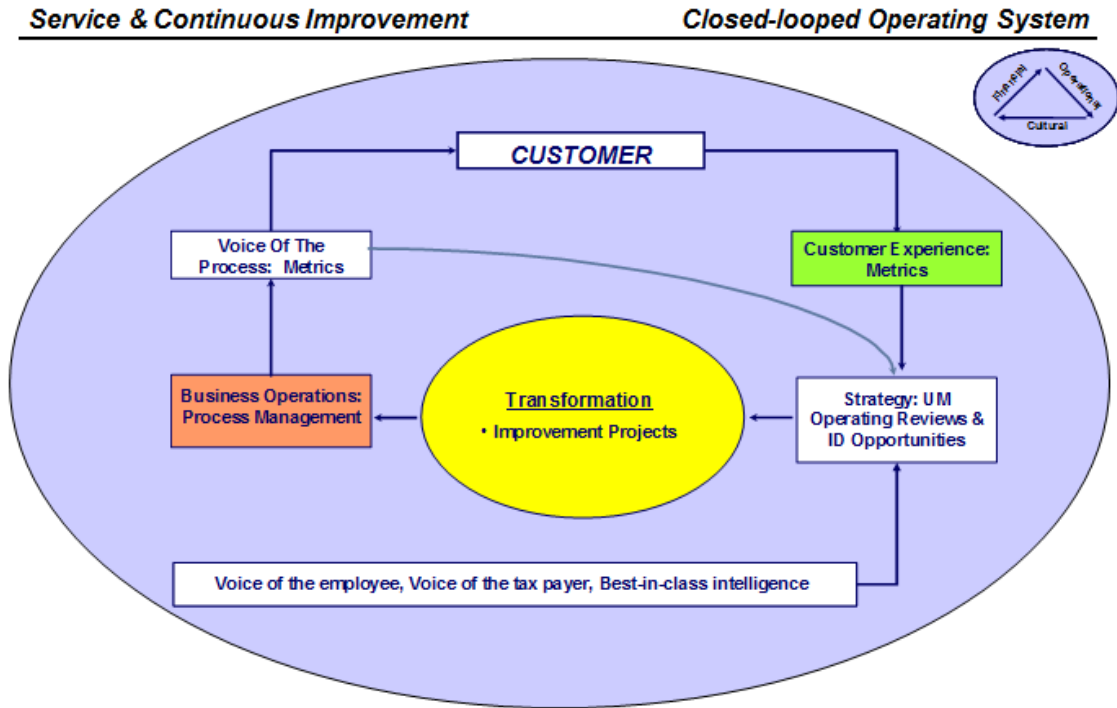 Service & Continuous Improvement
Closed-looped Operating System
Financial
Operational
Cultural
CUSTOMER
Voice Of The
Process: Metrics
Customer Experience:
Metrics
Business Operations:
Process Management
Transformation
• Improvement Projects
Strategy: UM
Operating Reviews &
ID Opportunities
Voice of the employee, Voice of the tax payer, Best-in-class intelligence